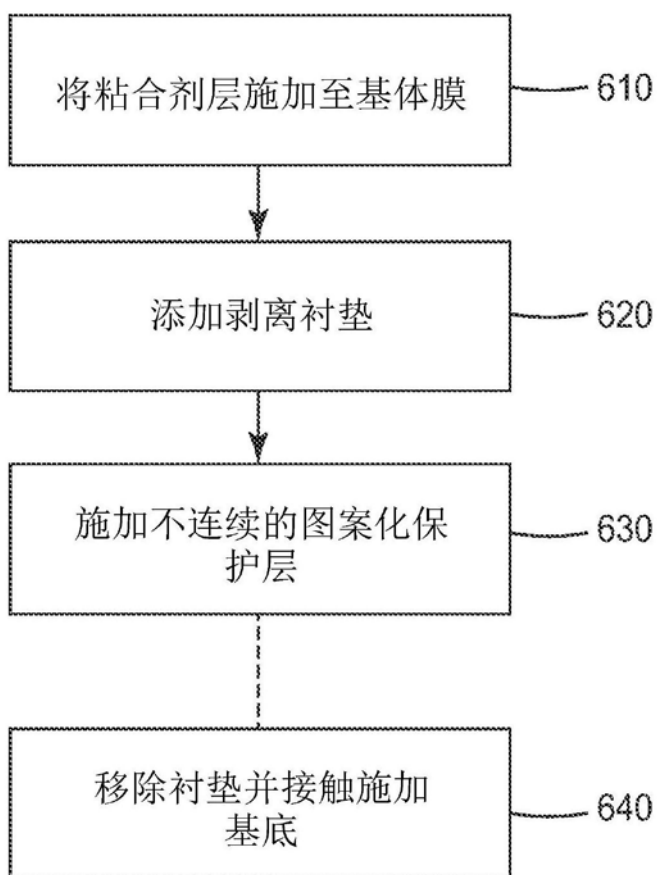 将粘合剂层施加至基体膜
610
添加剥离衬垫
620
施加不连续的图案化保
护层
630
移除衬垫并接触施加
基底
640